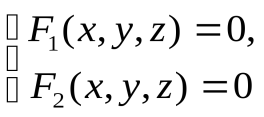 F₁(x, y, z) = 0,
F₂(x, y, z) = 0